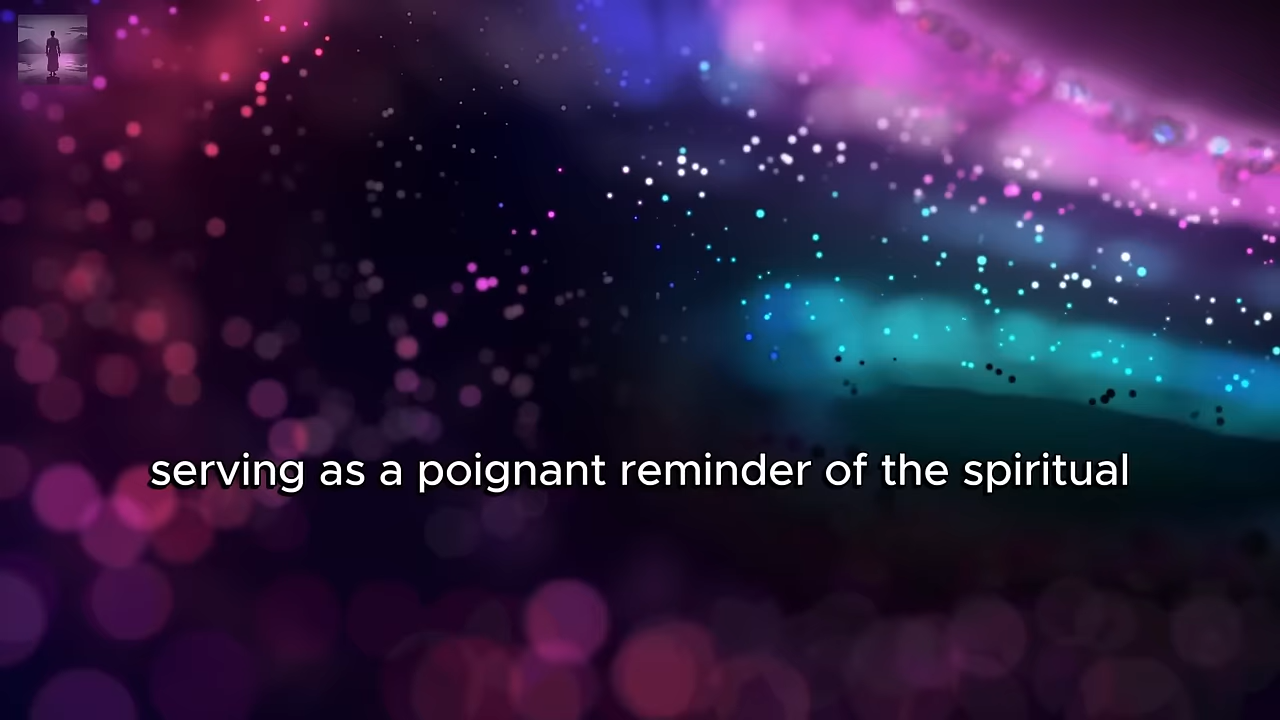 serving as a poignant reminder of the spiritual